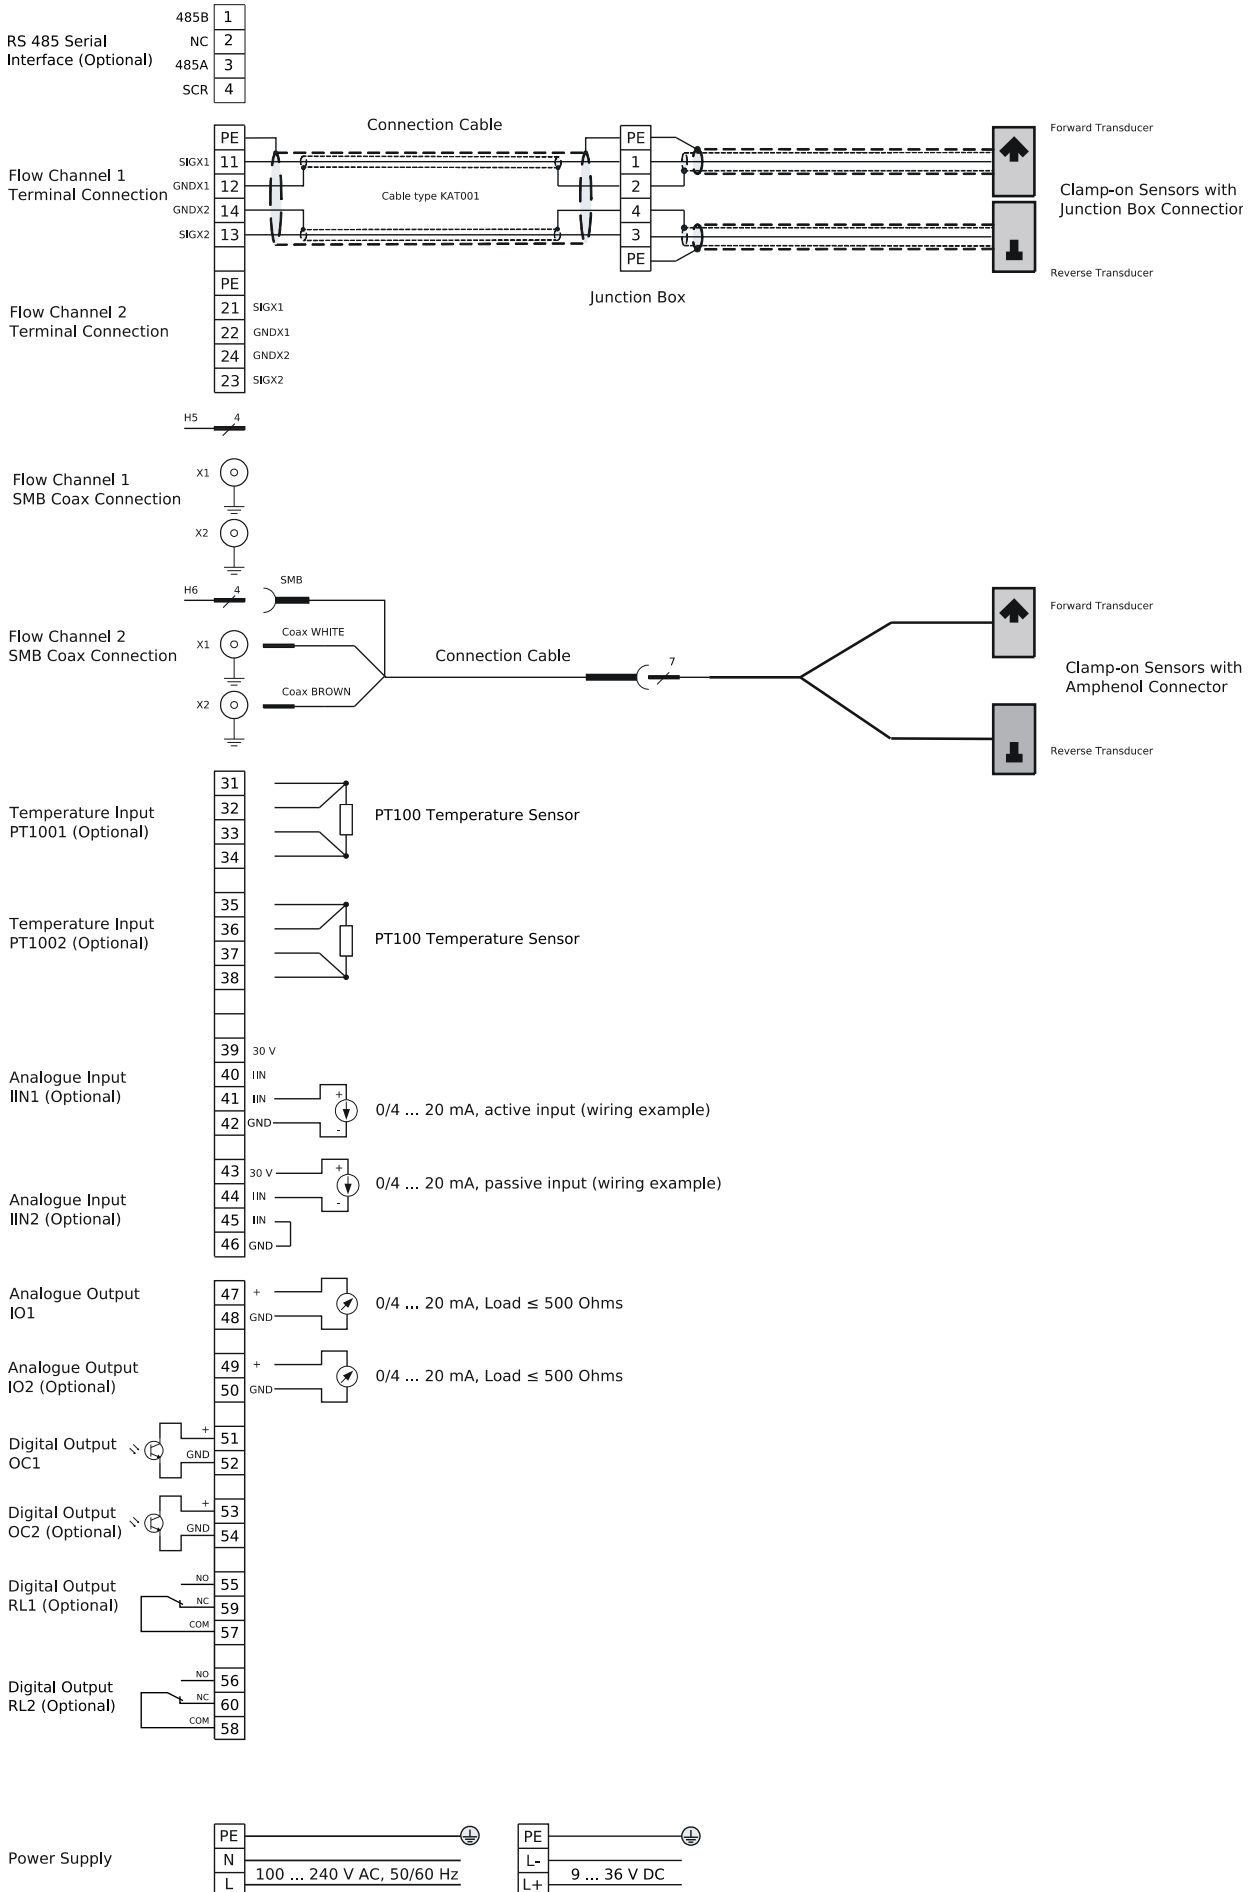 485B 1
RS 485 Serial
Interface (Optional)
NC 2
485A 3
SCR 4
Connection Cable
PE
SIGX1 11
GNDX1 12
GNDX2 14
SIGX2 13
Flow Channel 1
Terminal Connection
Cable type KAT001
PE
1
2
4
3
PE
Junction Box
Forward Transducer
Clamp-on Sensors with
Junction Box Connection
Reverse Transducer
Flow Channel 2
Terminal Connection
PE
21 SIGX1
22 GNDX1
24 GNDX2
23 SIGX2
H5 4
Flow Channel 1
SMB Coax Connection
X1
X2
H6 4
SMB
Flow Channel 2
SMB Coax Connection
X1
Coax WHITE
X2
Coax BROWN
Connection Cable
7
Forward Transducer
Clamp-on Sensors with
Amphenol Connector
Reverse Transducer
Temperature Input
PT1001 (Optional)
31
32
33
34
PT100 Temperature Sensor
Temperature Input
PT1002 (Optional)
35
36
37
38
PT100 Temperature Sensor
Analogue Input
IIN1 (Optional)
39 30 V
40 IIN
41 IIN +
42 GND -
0/4 ... 20 mA, active input (wiring example)
Analogue Input
IIN2 (Optional)
43 30 V +
44 IIN -
45 IIN
46 GND
0/4 ... 20 mA, passive input (wiring example)
Analogue Output
IO1
47 +
48 GND
0/4 ... 20 mA, Load ≤ 500 Ohms
Analogue Output
IO2 (Optional)
49 +
50 GND
0/4 ... 20 mA, Load ≤ 500 Ohms
Digital Output
OC1
+ 51
GND 52
Digital Output
OC2 (Optional)
+ 53
GND 54
Digital Output
RL1 (Optional)
NO 55
NC 59
COM 57
Digital Output
RL2 (Optional)
NO 56
NC 60
COM 58
Power Supply
PE
N
L
100 ... 240 V AC, 50/60 Hz
PE
L-
L+
9 ... 36 V DC